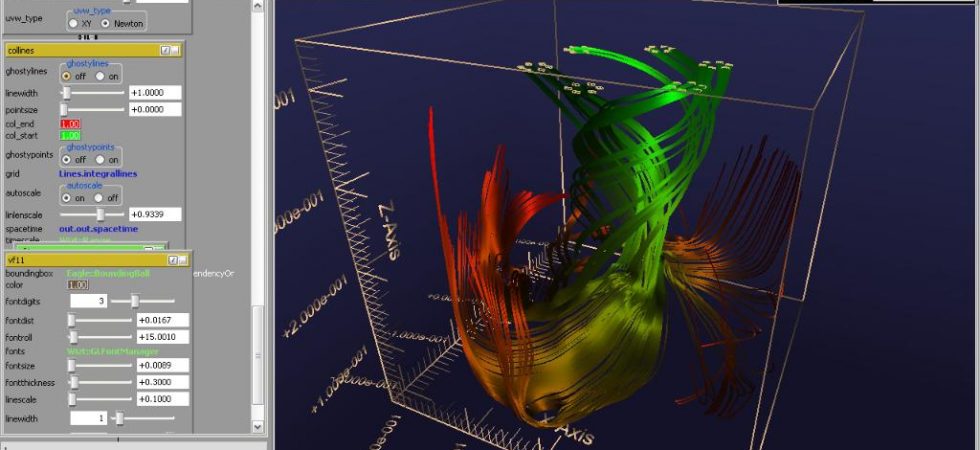 uvw_type
uvw_type
XY Newton
collines
ghostylines
ghostylines
off on
linewidth +1.0000
pointsize +0.0000
col_end 1.00
col_start 1.00
ghostypoints
ghostypoints
off on
grid Lines.integrallines
autoscale
autoscale
on off
+0.9339
spacetime out.out.spacetime
vf11
boundingbox Eagle::BoundingBall
endencyOr
color 1.00
fontdigits 3
fontdist +0.0167
fontroll +15.0010
fonts Wizt::GLFontManager
fontsize +0.0089
fontthickness +0.3000
linescale +0.1000
linewidth 1
001
000e-001
Z-Axis
+2.000e-001
+1.000e-001
X-Axis